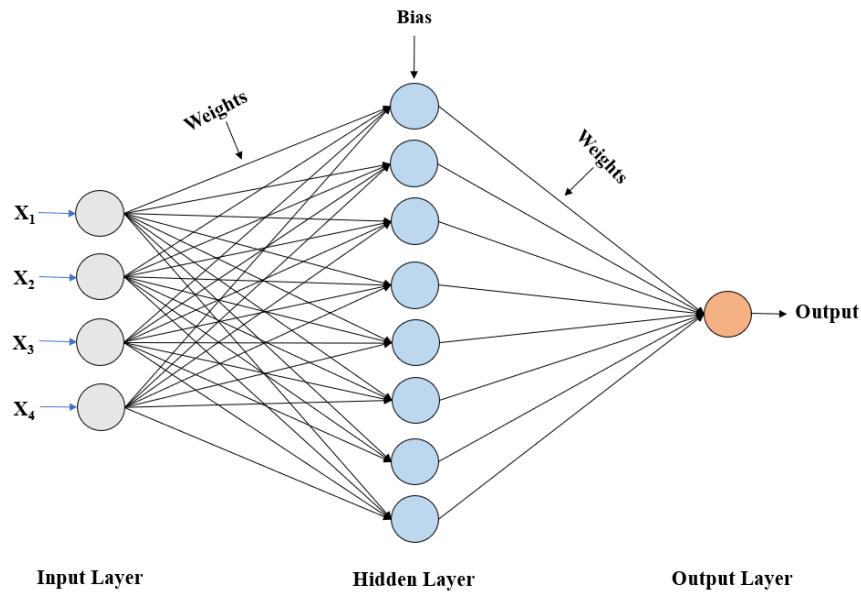 Bias
Weights
Weights
X₁
X₂
X₃
X₄
Output
Input Layer
Hidden Layer
Output Layer